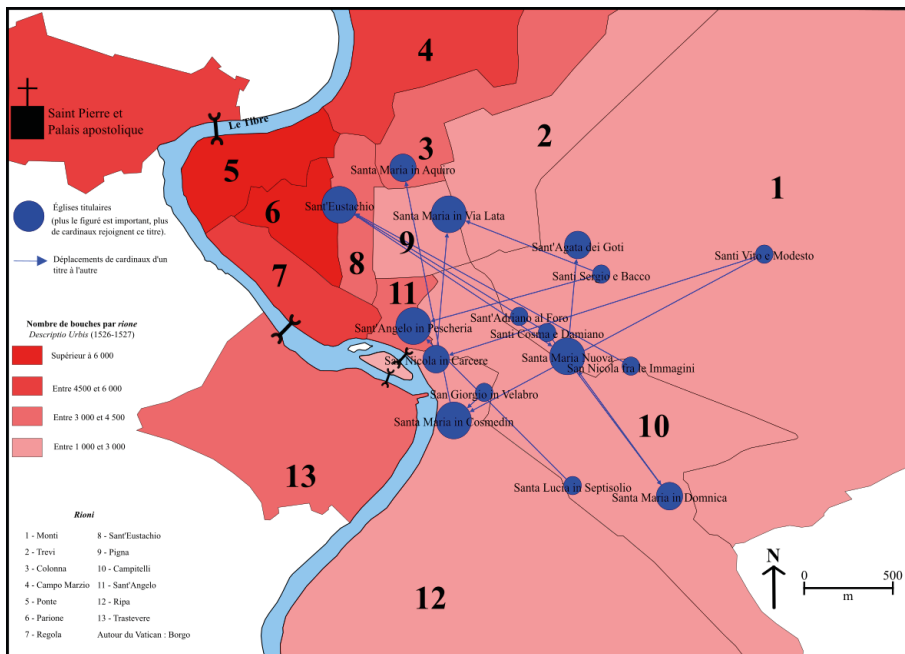 4
Saint Pierre et
Palais apostolique
Le Tibre
2
3
5
Santa Maria in Aquiro
1
Églises titulaires
(plus le figuré est important, plus
de cardinaux rejoignent ce titre).
Sant'Eustachio
6
Santa Maria in Via Lata
9
Sant'Agata dei Goti
Santi Vito e Modesto
Déplacements de cardinaux d'un
titre à l'autre
7
8
Santi Sergio e Bacco
11
Nombre de bouches par rione
Descriptio Urbis (1526-1527)
Sant'Angelo in Pescheria
Sant'Adriano al Foro
Santi Cosma e Damiano
Supérieur à 6 000
San Nicola in Carcere
Santa Maria Nuova
San Nicola fra le Immagini
Entre 4500 et 6 000
San Giorgio in Velabro
Entre 3 000 et 4 500
Santa Maria in Cosmedin
10
Entre 1 000 et 3 000
13
Santa Lucia in Septisolio
Santa Maria in Domnica
Rioni
1 - Monti
2 - Trevi
3 - Colonna
4 - Campo Marzio
5 - Ponte
6 - Parione
7 - Regola
8 - Sant'Eustachio
9 - Pigna
10 - Campitelli
11 - Sant'Angelo
12 - Ripa
13 - Trastevere
Autour du Vatican : Borgo
12
N
0 500
m